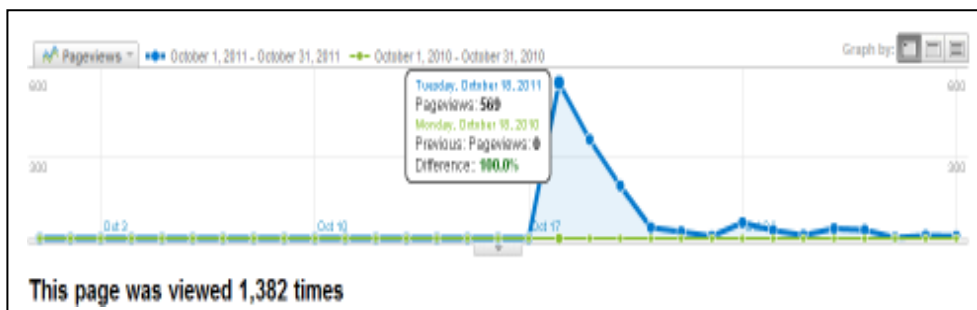 Pageviews October 1, 2011 - October 31, 2011 October 1, 2010 - October 31, 2010 Graph by:
600 600
Tuesday, October 18, 2011
Pageviews: 569
Monday, October 18, 2010
Previous: Pageviews: 0
Difference: 100.0%
300 300
Oct 3 Oct 10 Oct 17
This page was viewed 1,382 times